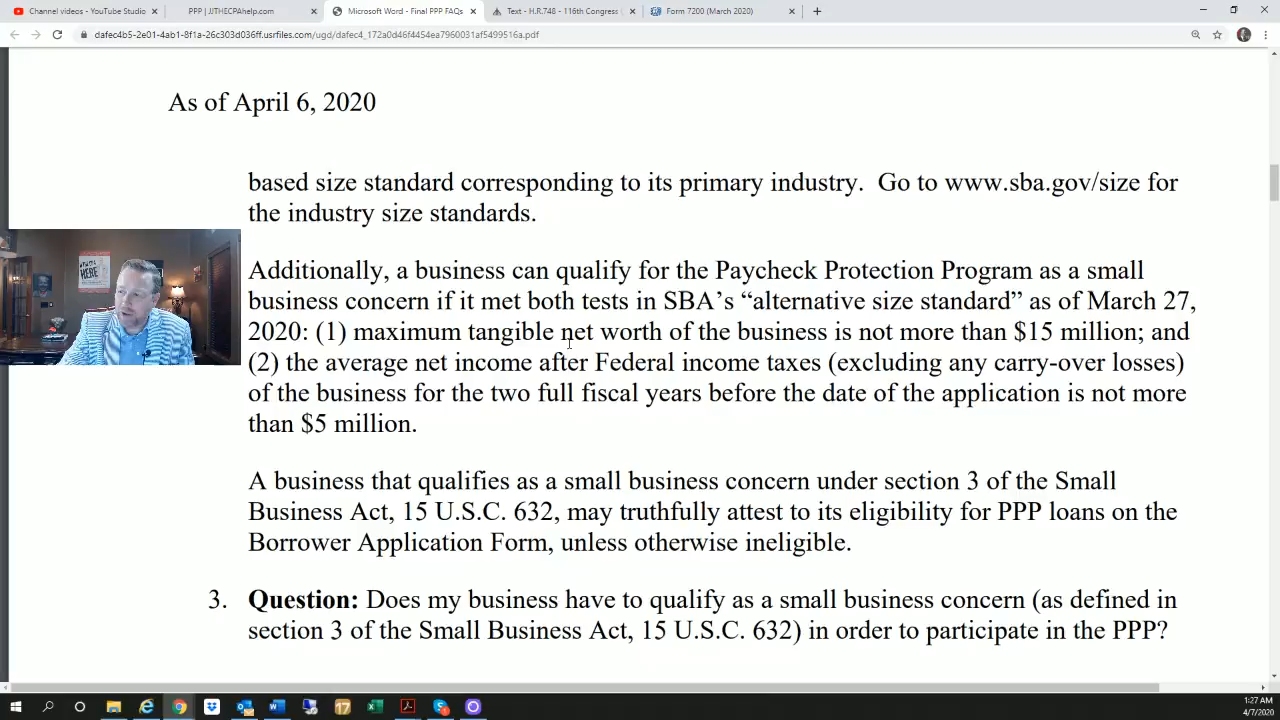 Channel videos - YouTube Studio
PPP | JJTHECPAhelp.com
Microsoft Word - Final PPP FAQs
Text - H.R.748 - 116th Congress
Form 7200 (March 2020)
dafec4b5-2e01-4ab1-8f1a-26c303d036ff.usrfiles.com/ugd/dafec4_172a0d46f4454ea7960031af5499516a.pdf
As of April 6, 2020
based size standard corresponding to its primary industry. Go to www.sba.gov/size for
the industry size standards.
HERE
Additionally, a business can qualify for the Paycheck Protection Program as a small
business concern if it met both tests in SBA’s “alternative size standard” as of March 27,
2020: (1) maximum tangible net worth of the business is not more than $15 million; and
(2) the average net income after Federal income taxes (excluding any carry-over losses)
of the business for the two full fiscal years before the date of the application is not more
than $5 million.
A business that qualifies as a small business concern under section 3 of the Small
Business Act, 15 U.S.C. 632, may truthfully attest to its eligibility for PPP loans on the
Borrower Application Form, unless otherwise ineligible.
3. Question: Does my business have to qualify as a small business concern (as defined in
section 3 of the Small Business Act, 15 U.S.C. 632) in order to participate in the PPP?
17
1:27 AM
4/7/2020